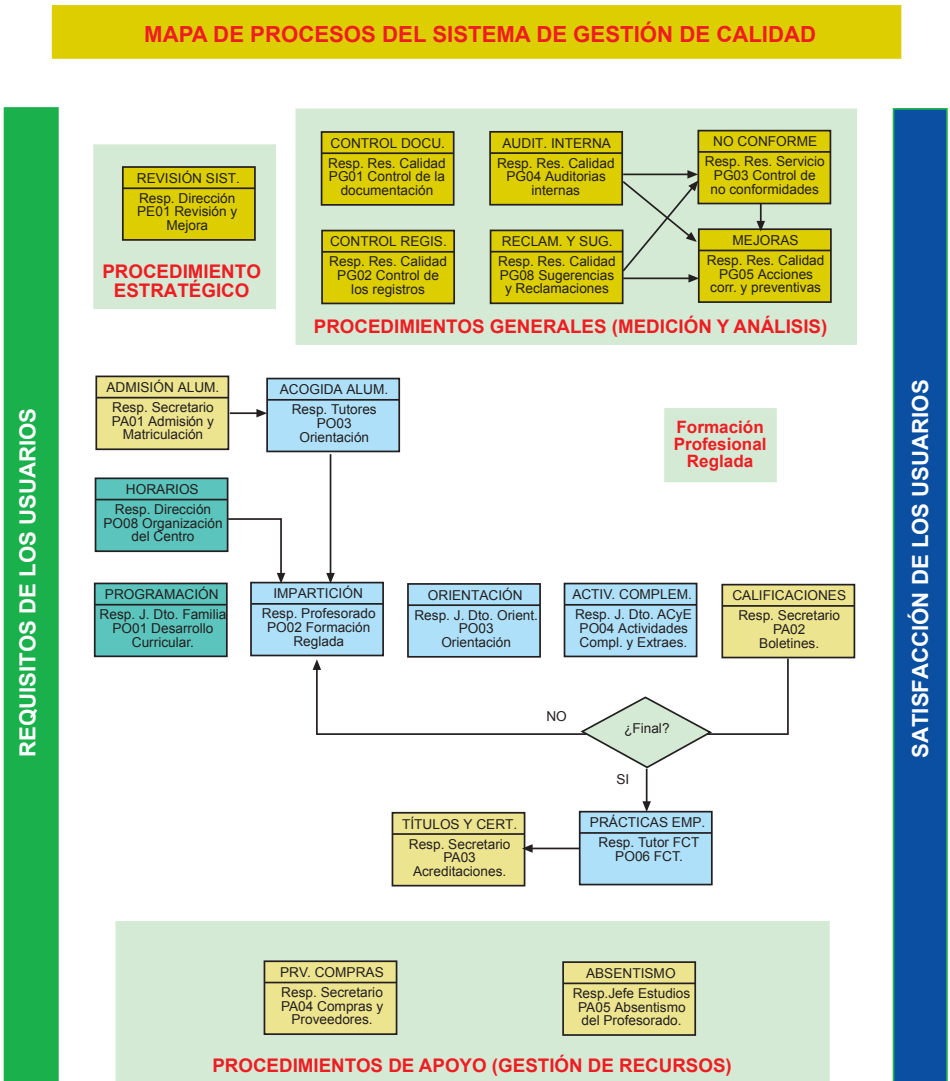 MAPA DE PROCESOS DEL SISTEMA DE GESTIÓN DE CALIDAD
REQUISITOS DE LOS USUARIOS
REVISIÓN SIST.
Resp. Dirección
PE01 Revisión y
Mejora
PROCEDIMIENTO
ESTRATÉGICO
CONTROL DOCU.
Resp. Res. Calidad
PG01 Control de la
documentación
AUDIT. INTERNA
Resp. Res. Calidad
PG04 Auditorias
internas
NO CONFORME
Resp. Res. Servicio
PG03 Control de
no conformidades
CONTROL REGIS.
Resp. Res. Calidad
PG02 Control de
los registros
RECLAM. Y SUG.
Resp. Res. Calidad
PG08 Sugerencias
y Reclamaciones
MEJORAS
Resp. Res. Calidad
PG05 Acciones
corr. y preventivas
PROCEDIMIENTOS GENERALES (MEDICIÓN Y ANÁLISIS)
ADMISIÓN ALUM.
Resp. Secretario
PA01 Admisión y
Matriculación
ACOGIDA ALUM.
Resp. Tutores
PO03
Orientación
Formación
Profesional
Reglada
HORARIOS
Resp. Dirección
PO08 Organización
del Centro
PROGRAMACIÓN
Resp. J. Dto. Familia
PO01 Desarrollo
Curricular.
IMPARTICIÓN
Resp. Profesorado
PO02 Formación
Reglada
ORIENTACIÓN
Resp. J. Dto. Orient.
PO03
Orientación
ACTIV. COMPLEM.
Resp. J. Dto. ACyE
PO04 Actividades
Compl. y Extraes.
CALIFICACIONES
Resp. Secretario
PA02
Boletines.
NO
¿Final?
SI
TÍTULOS Y CERT.
Resp. Secretario
PA03
Acreditaciones.
PRÁCTICAS EMP.
Resp. Tutor FCT
PO06 FCT.
PRV. COMPRAS
Resp. Secretario
PA04 Compras y
Proveedores.
ABSENTISMO
Resp.Jefe Estudios
PA05 Absentismo
del Profesorado.
PROCEDIMIENTOS DE APOYO (GESTIÓN DE RECURSOS)
SATISFACCIÓN DE LOS USUARIOS